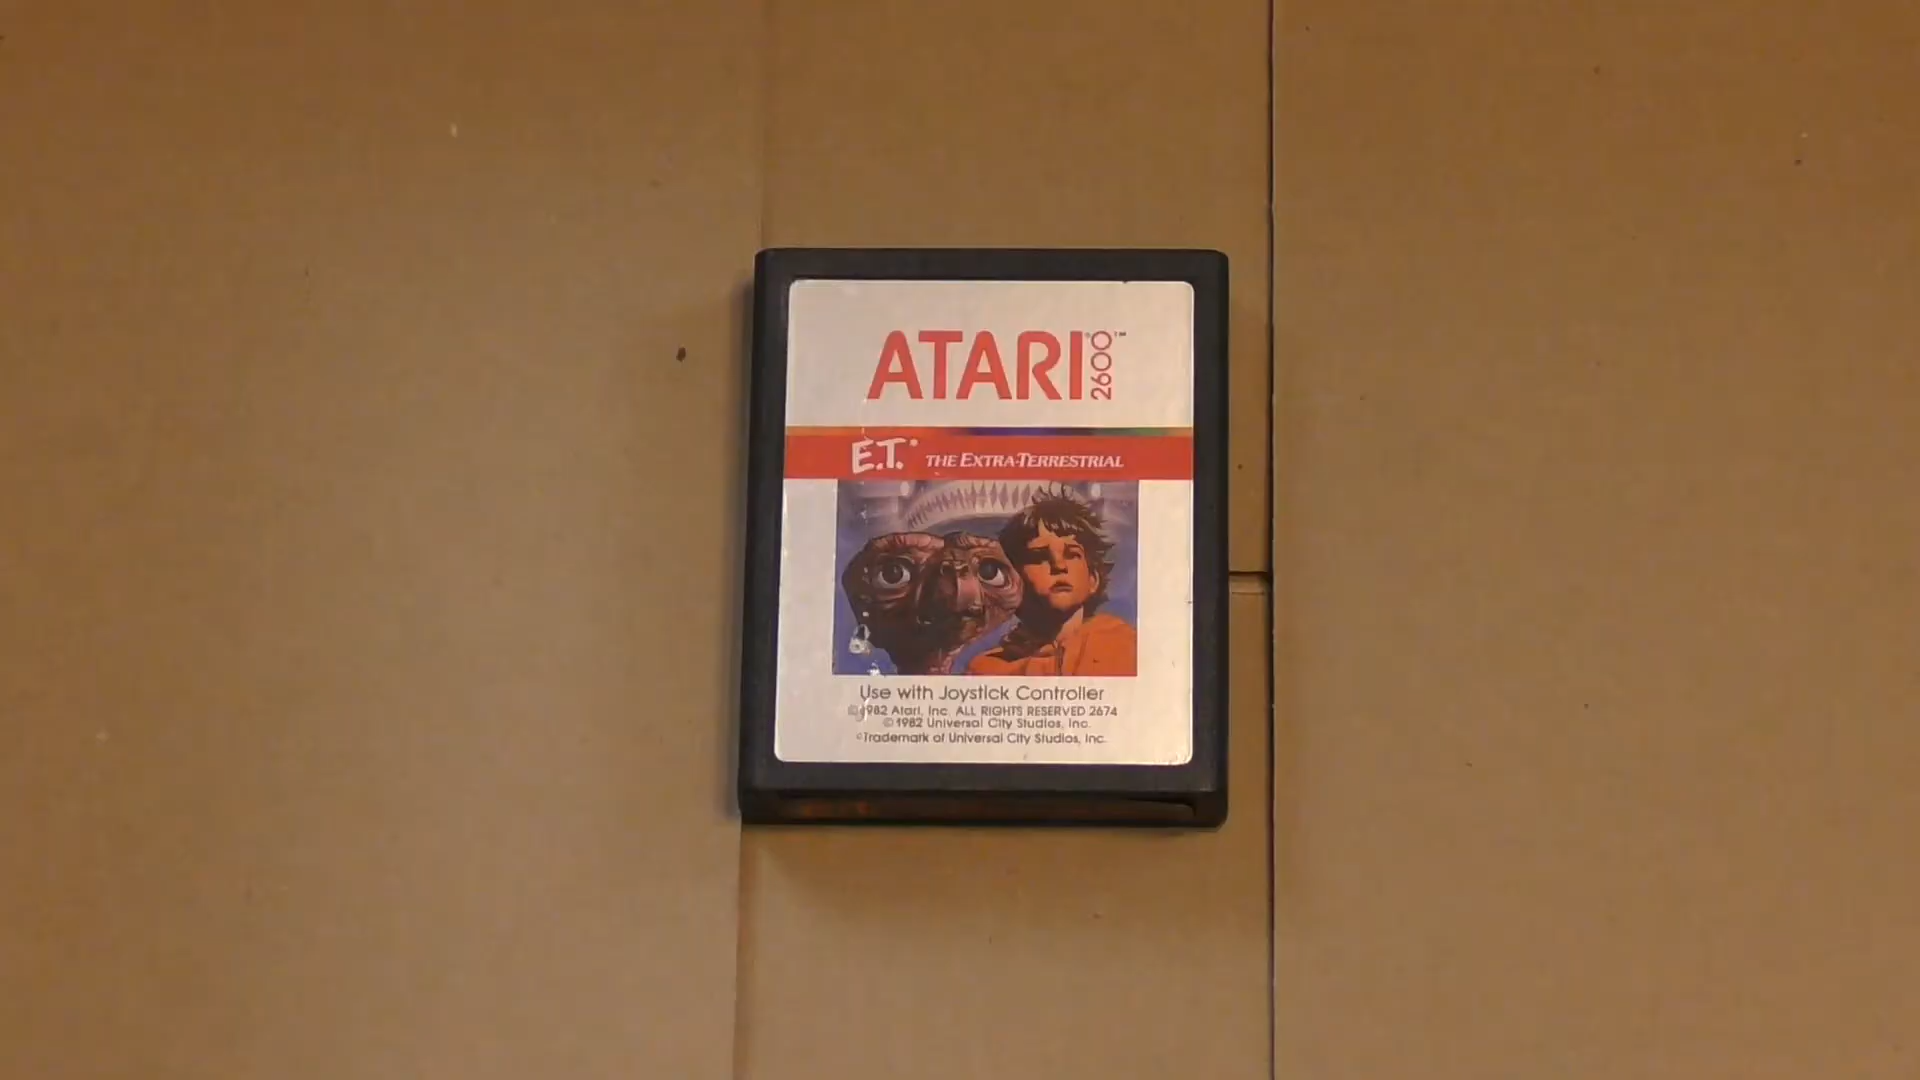 ATARI® 2600™
E.T.* THE EXTRA-TERRESTRIAL
Use with Joystick Controller
©1982 Atari, Inc. ALL RIGHTS RESERVED 2674
©1982 Universal City Studios, Inc.
*Trademark of Universal City Studios, Inc.